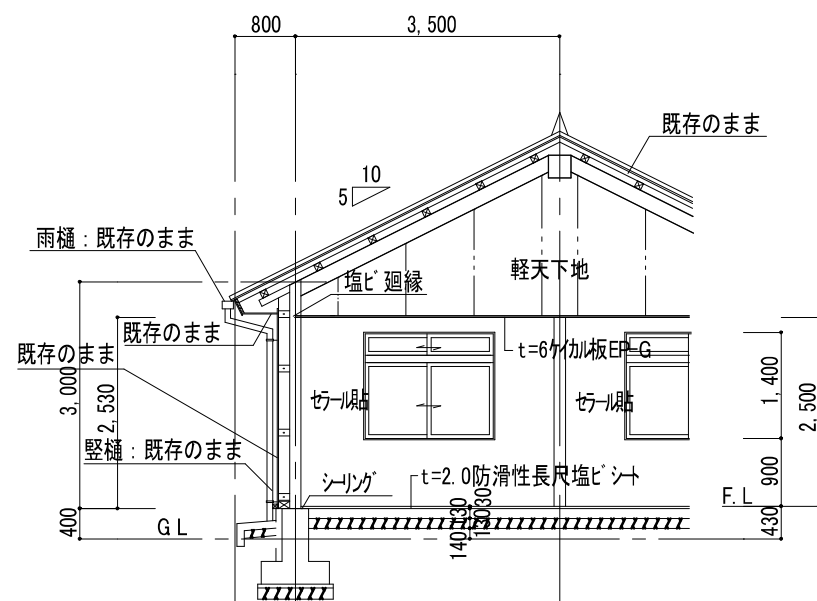 800
3,500
既存のまま
10
5
雨樋：既存のまま
軽天下地
塩ビ廻縁
既存のまま
既存のまま
t=6ケイカル板EP-G
3,000
2,530
セラール貼
セラール貼
1,400
2,500
竪樋：既存のまま
シーリング
t=2.0防滑性長尺塩ビシート
900
F.L
400
GL
140
130
130
30
430